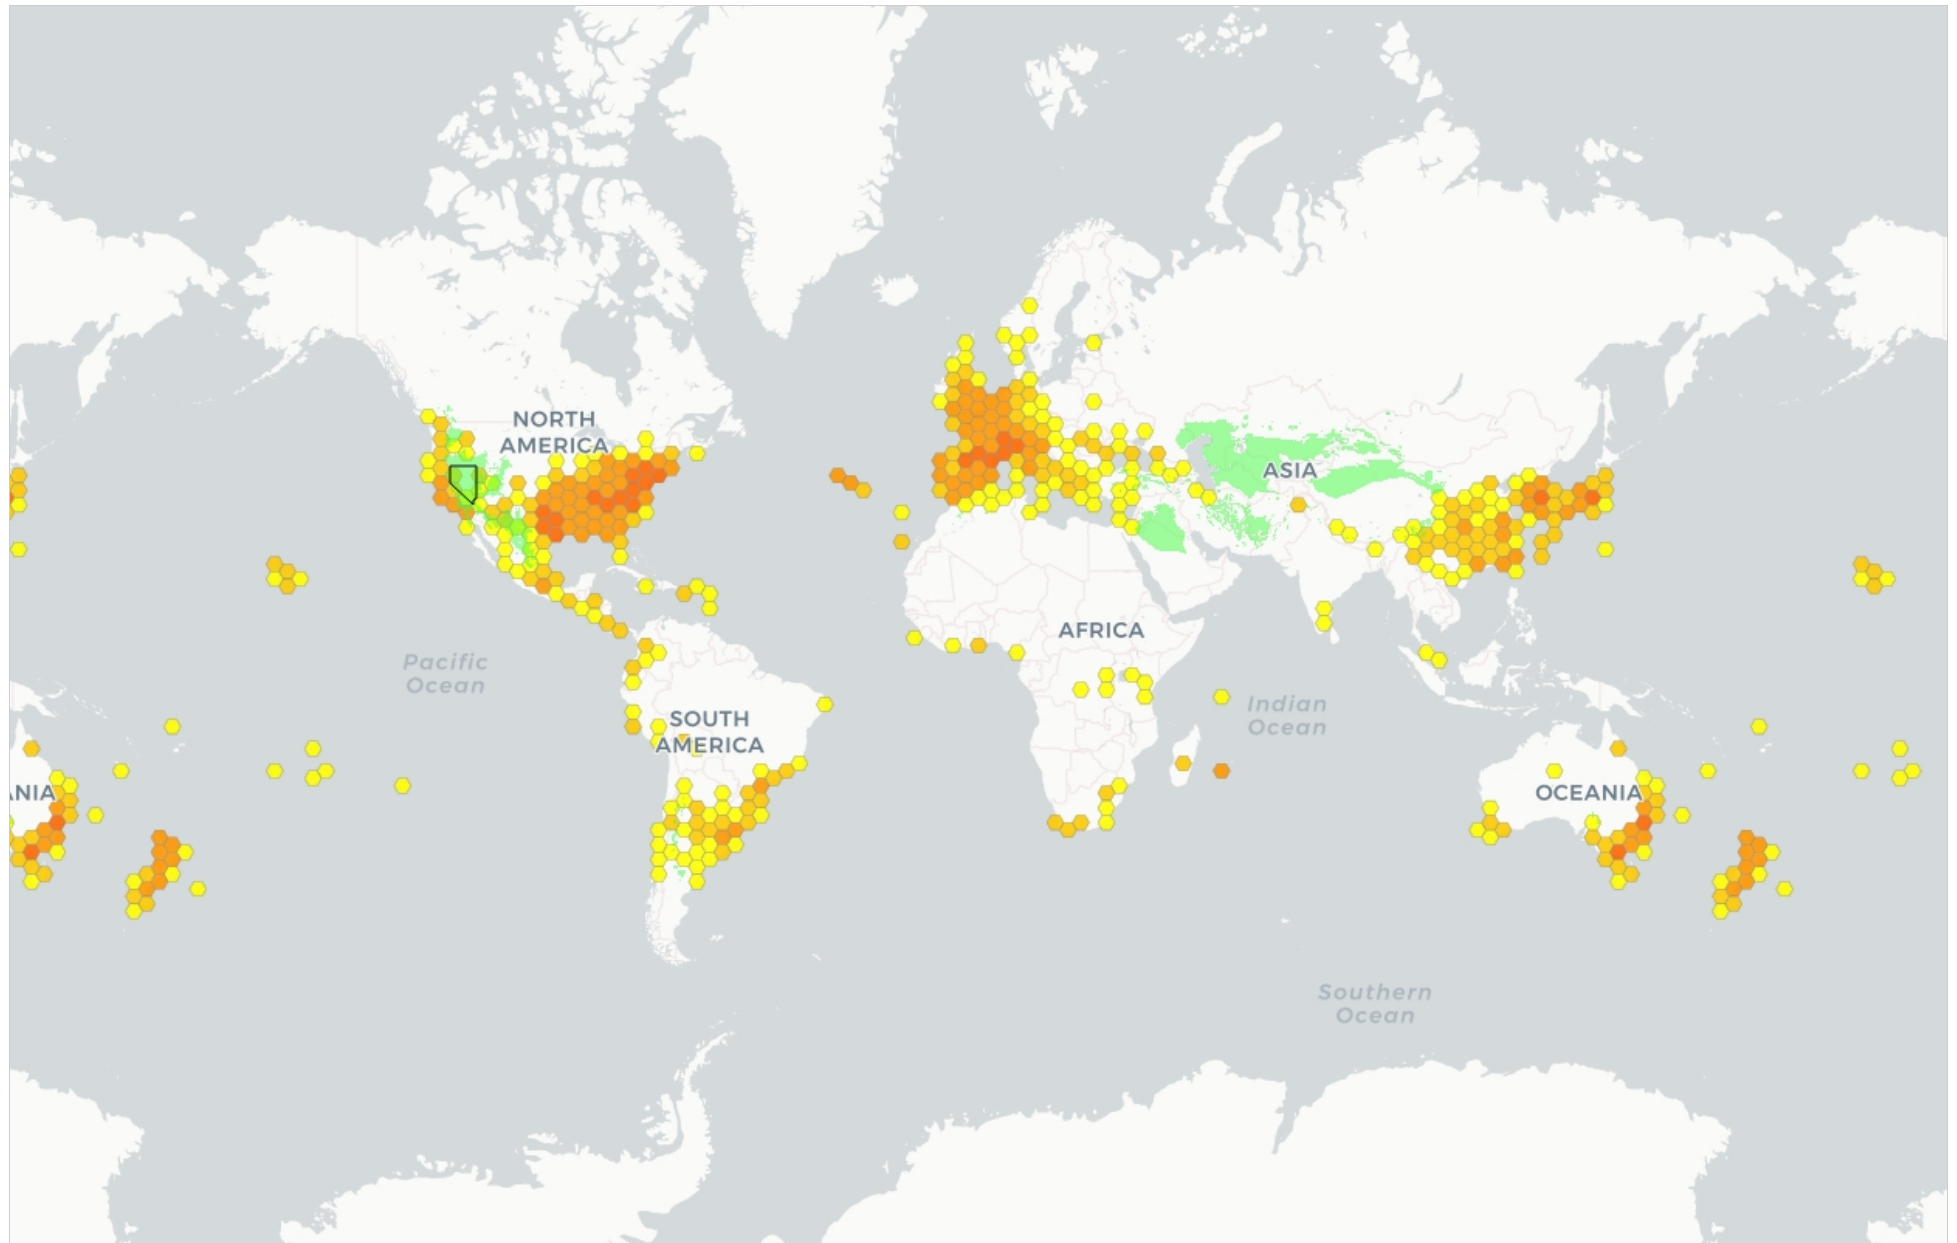 NORTH
AMERICA
ASIA
AFRICA
Pacific
Ocean
Indian
Ocean
SOUTH
AMERICA
ANIA
OCEANIA
Southern
Ocean